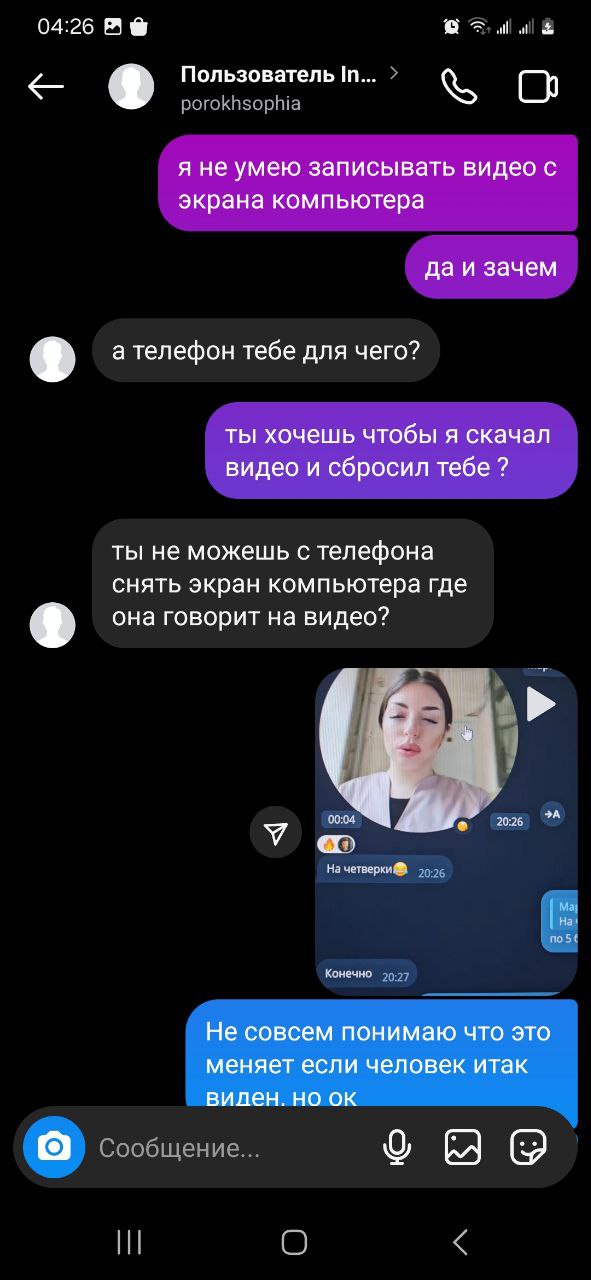 04:26
Пользователь In...
porokhsophia
я не умею записывать видео с
экрана компьютера
да и зачем
а телефон тебе для чего?
ты хочешь чтобы я скачал
видео и сбросил тебе ?
ты не можешь с телефона
снять экран компьютера где
она говорит на видео?
00:04
20:26
→A
На четверки😂 20:26
Мар
На ч
по 5 б
Конечно 20:27
Не совсем понимаю что это
меняет если человек итак
виден, но ок
Сообщение...